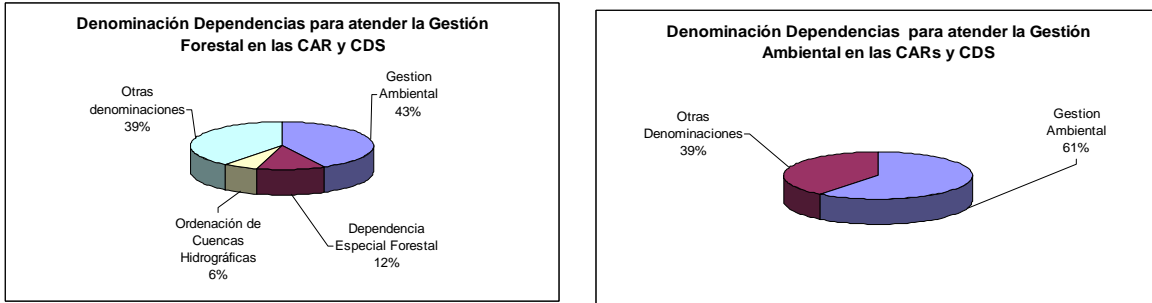 Denominación Dependencias para atender la Gestión
Forestal en las CAR y CDS
Gestion
Ambiental
43%
Otras
denominaciones
39%
Ordenación de
Cuencas
Hidrográficas
6%
Dependencia
Especial Forestal
12%
Denominación Dependencias para atender la Gestión
Ambiental en las CARs y CDS
Otras
Denominaciones
39%
Gestion
Ambiental
61%